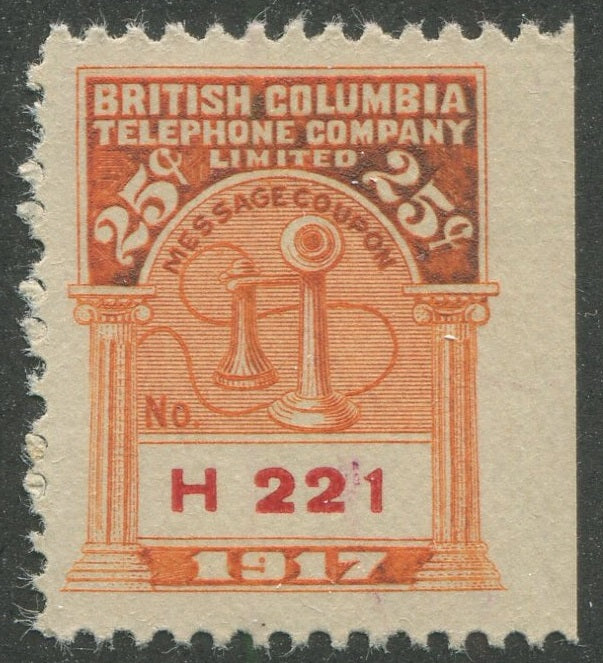 BRITISH COLUMBIA
TELEPHONE COMPANY
LIMITED
25¢ 25¢
MESSAGE COUPON
No.
H 221
1917